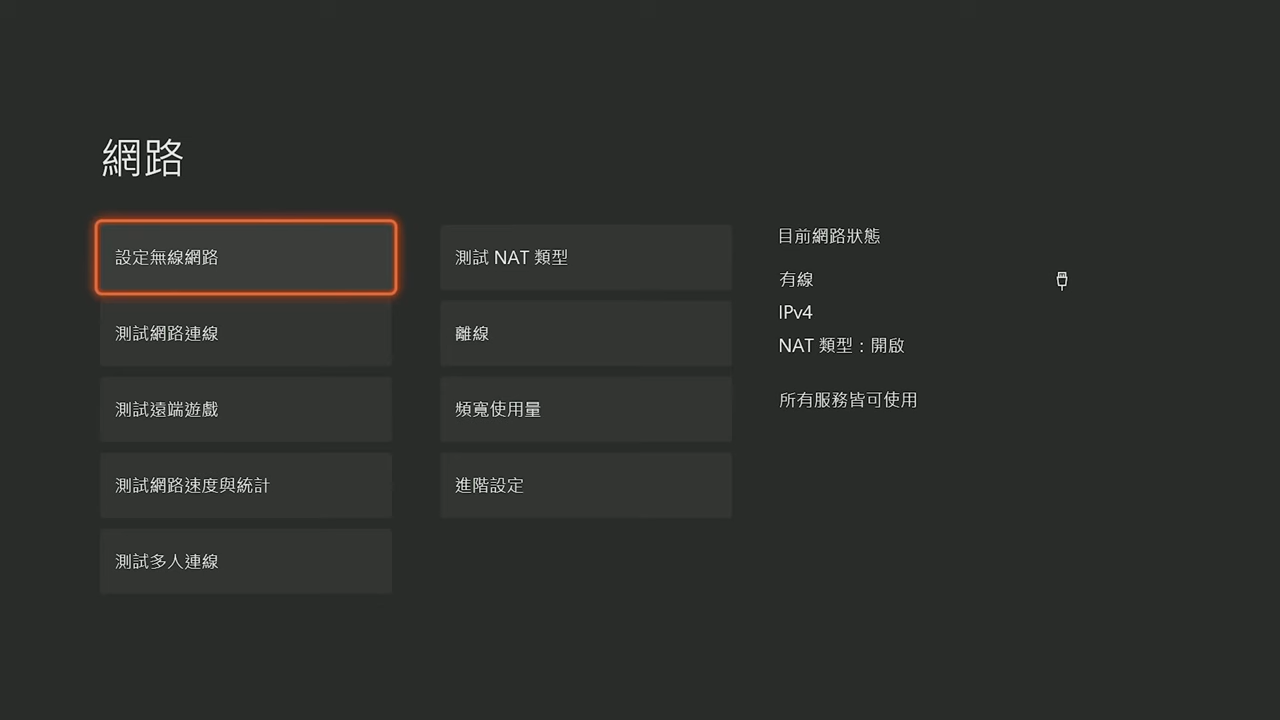 網路
設定無線網路
測試網路連線
測試遠端遊戲
測試網路速度與統計
測試多人連線
測試 NAT 類型
離線
頻寬使用量
進階設定
目前網路狀態
有線
IPv4
NAT 類型：開啟
所有服務皆可使用